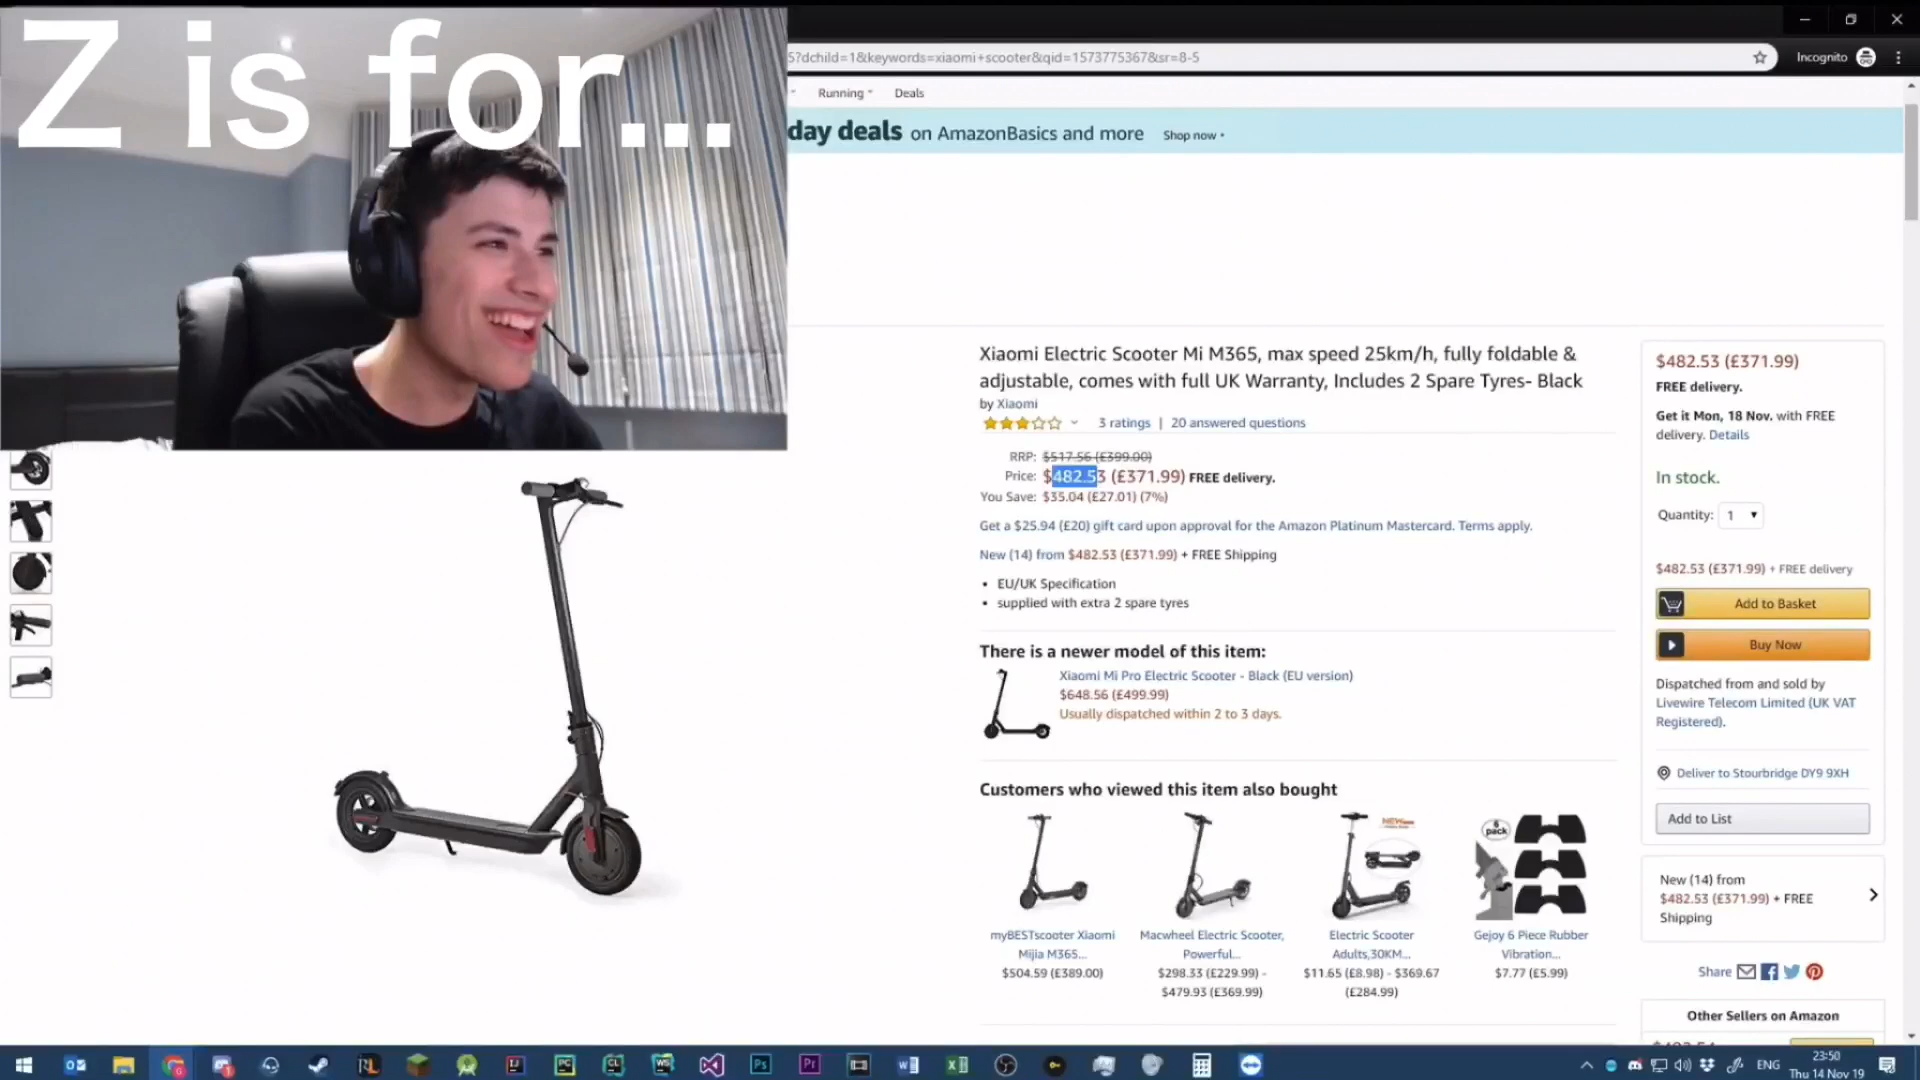 Z is for...
5?dchild=1&keywords=xiaomi+scooter&qid=1573775367&sr=8-5
Incognito
Running
Deals
day deals on AmazonBasics and more Shop now
Xiaomi Electric Scooter Mi M365, max speed 25km/h, fully foldable &
adjustable, comes with full UK Warranty, Includes 2 Spare Tyres- Black
by Xiaomi
3 ratings | 20 answered questions
RRP: $517.56 (£399.00)
Price: $482.53 (£371.99) FREE delivery.
You Save: $35.04 (£27.01) (7%)
Get a $25.94 (£20) gift card upon approval for the Amazon Platinum Mastercard. Terms apply.
New (14) from $482.53 (£371.99) + FREE Shipping
• EU/UK Specification
• supplied with extra 2 spare tyres
There is a newer model of this item:
Xiaomi Mi Pro Electric Scooter - Black (EU version)
$648.56 (£499.99)
Usually dispatched within 2 to 3 days.
Customers who viewed this item also bought
NEW
6 pack
myBESTscooter Xiaomi
Mijia M365...
$504.59 (£389.00)
Macwheel Electric Scooter,
Powerful...
$298.33 (£229.99) -
$479.93 (£369.99)
Electric Scooter
Adults,30KM...
$11.65 (£8.98) - $369.67
(£284.99)
Gejoy 6 Piece Rubber
Vibration...
$7.77 (£5.99)
$482.53 (£371.99)
FREE delivery.
Get it Mon, 18 Nov. with FREE
delivery. Details
In stock.
Quantity: 1
$482.53 (£371.99) + FREE delivery
Add to Basket
Buy Now
Dispatched from and sold by
Livewire Telecom Limited (UK VAT
Registered).
Deliver to Stourbridge DY9 9XH
Add to List
New (14) from
$482.53 (£371.99) + FREE
Shipping
Share
Other Sellers on Amazon
RL
PC
CL
WS
Ps
Pr
ENG
23:50
Thu 14 Nov 19